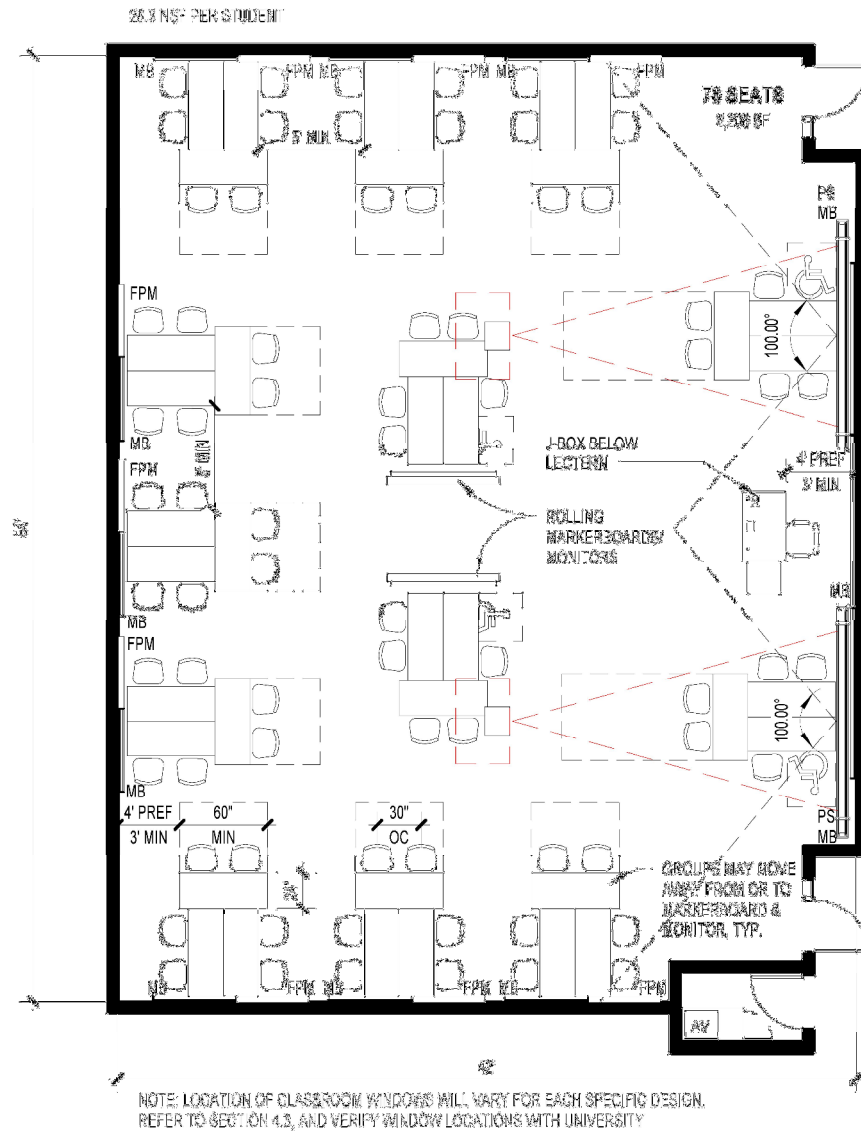 NSF PER STUDENT
MB FPM MB FPM MB FPM
78 SEATS
SF
3' MIN.
PS
MB
FPM
100.00°
MB
FPM
MIN
J-BOX BELOW
LECTERN
4' PREF
3' MIN.
ROLLING
MARKERBOARDS/
MONITORS
MB
MB
FPM
100.00°
MB
4' PREF
3' MIN
60"
MIN
30"
OC
PS
MB
GROUPS MAY MOVE
AWAY FROM OR TO
MARKERBOARD &
MONITOR, TYP.
MB FPM MB FPM MB FPM
AV
NOTE: LOCATION OF CLASSROOM WINDOWS WILL VARY FOR EACH SPECIFIC DESIGN.
REFER TO SECTION 4.3, AND VERIFY WINDOW LOCATIONS WITH UNIVERSITY